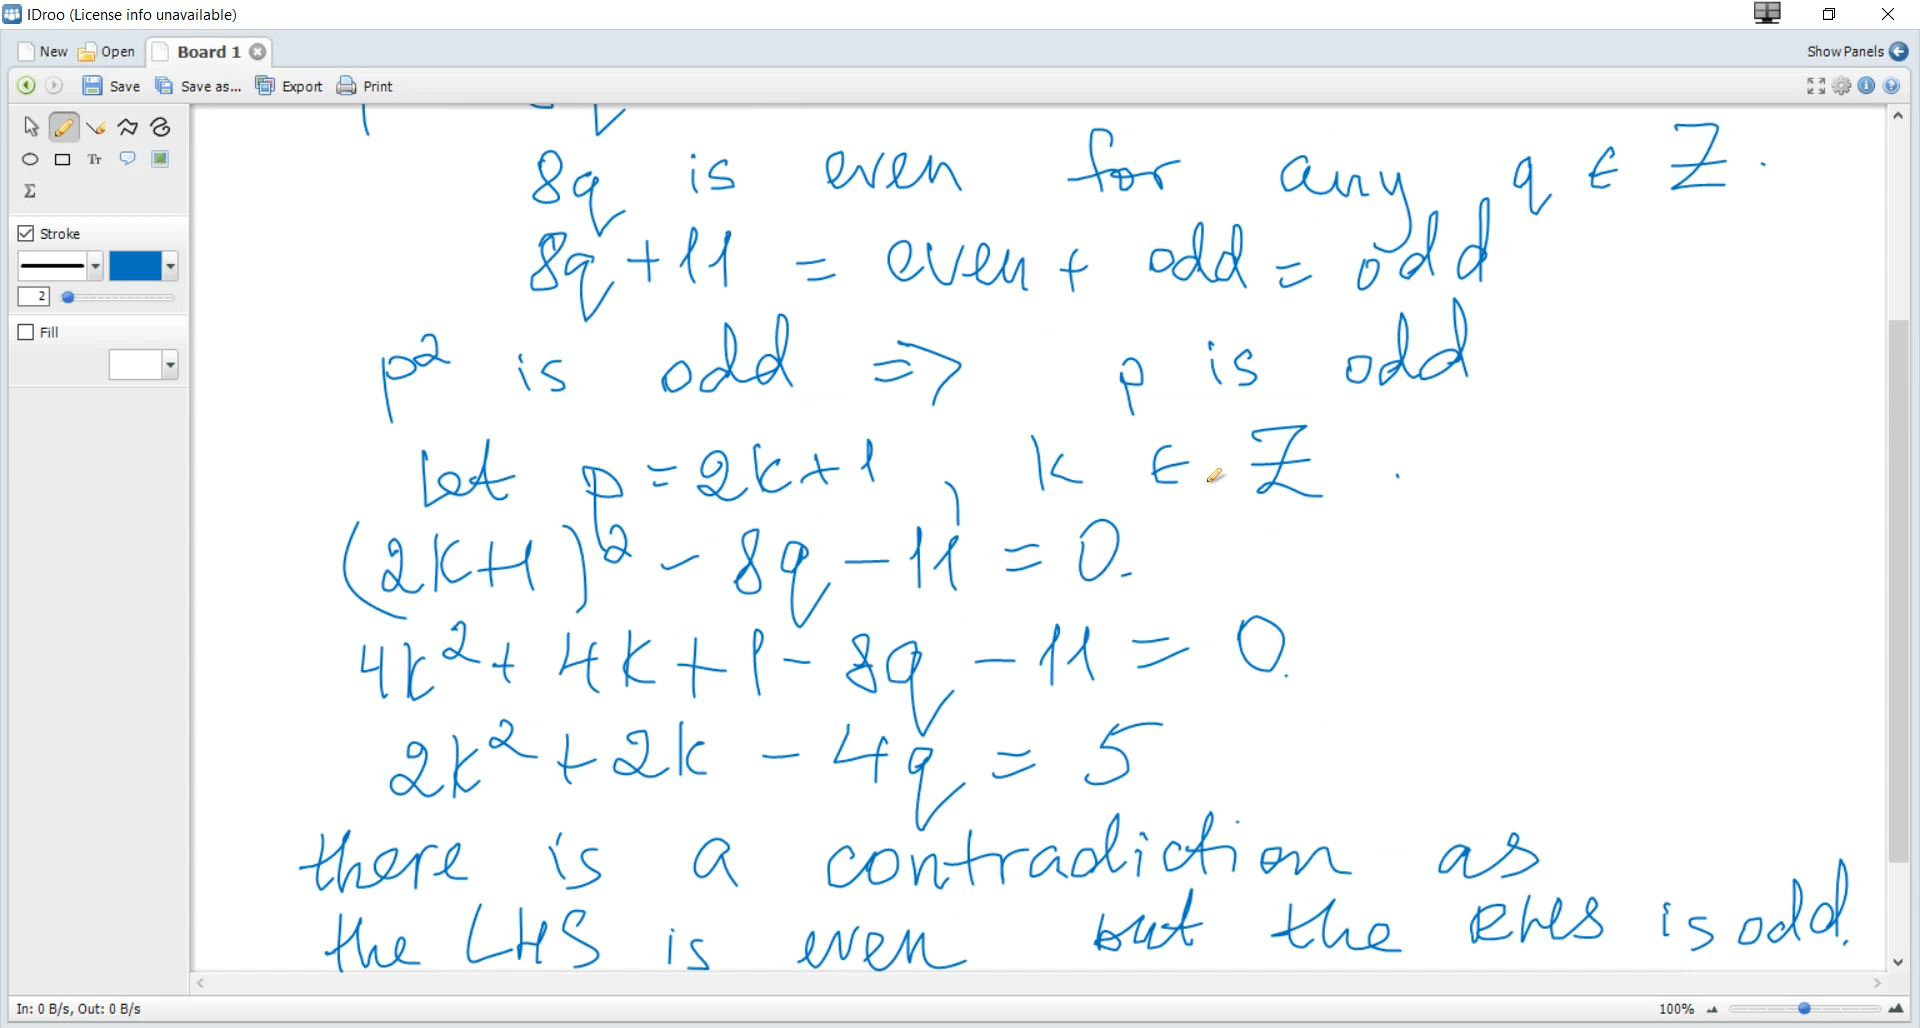 IDroo (License info unavailable)
New Open Board 1 Show Panels
Save Save as... Export Print
8q is even for any q ∈ Z.
8q + 11 = even + odd = odd
p² is odd => p is odd
Let p = 2k + 1, k ∈ Z.
(2k+1)² - 8q - 11 = 0.
4k² + 4k + 1 - 8q - 11 = 0.
2k² + 2k - 4q = 5
there is a contradiction as
the LHS is even but the RHS is odd.
Tт
Σ
Stroke
2
Fill
In: 0 B/s, Out: 0 B/s 100%